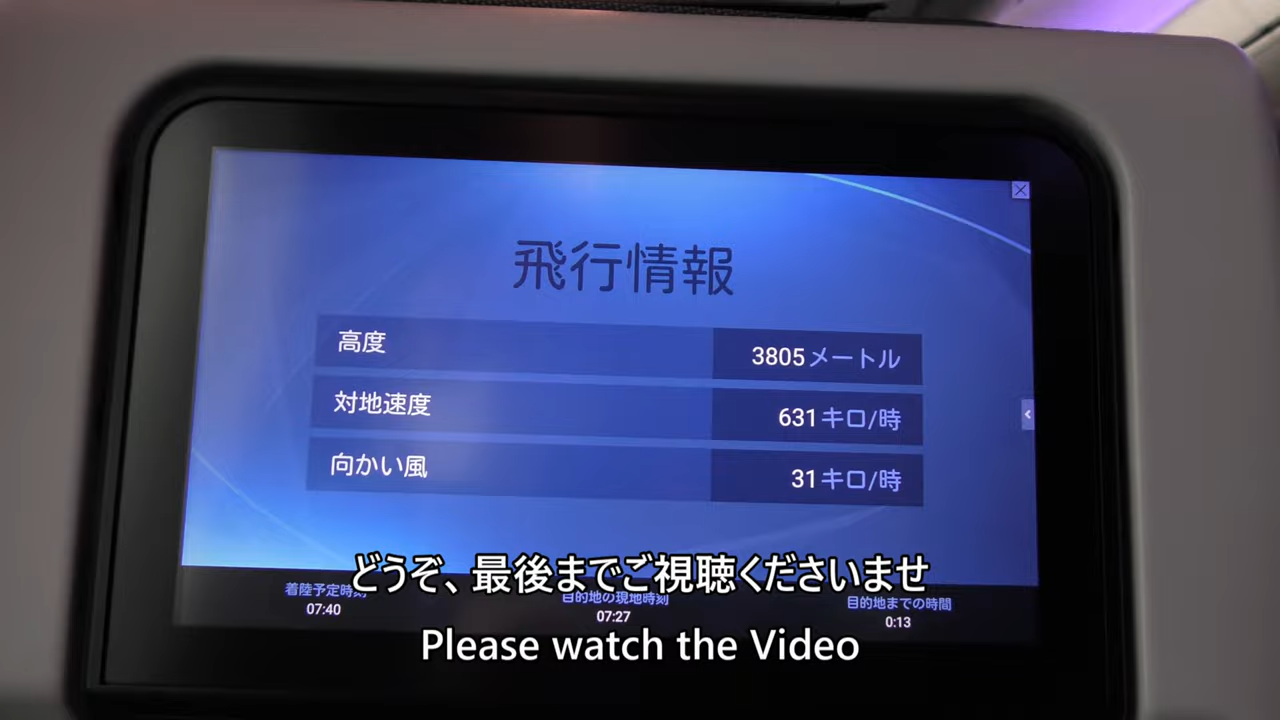 飛行情報
高度 3805メートル
対地速度 631キロ/時
向かい風 31キロ/時
どうぞ、最後までご視聴くださいませ
着陸予定時刻 目的地の現地時刻 目的地までの時間
07:40 07:27 0:13
Please watch the Video